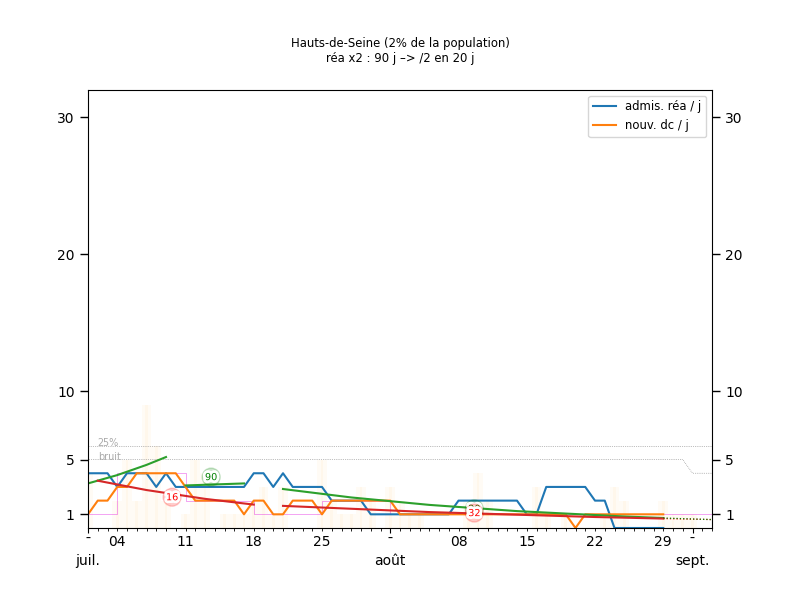 Hauts-de-Seine (2% de la population)
réa x2 : 90 j –> /2 en 20 j
admis. réa / j
nouv. dc / j
30
30
20
20
10
10
25%
bruit
5
5
90
16
32
1
1
- 04 11 18 25 - 08 15 22 29 -
juil. août sept.